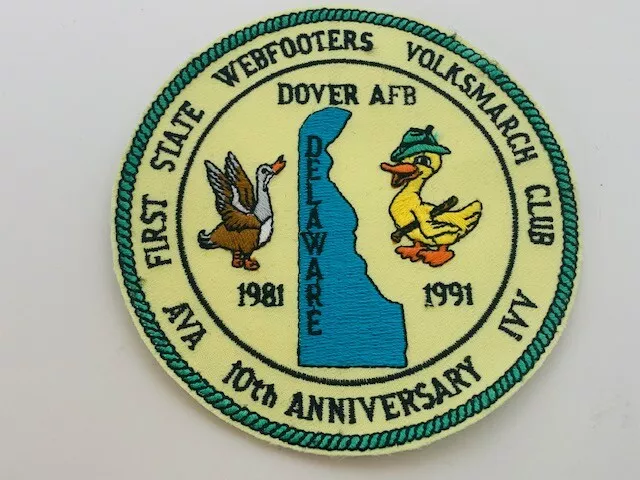 FIRST STATE WEBFOOTERS VOLKSMARCH CLUB
DOVER AFB
DELAWARE
1981 1991
AVA 10th ANNIVERSARY IVV